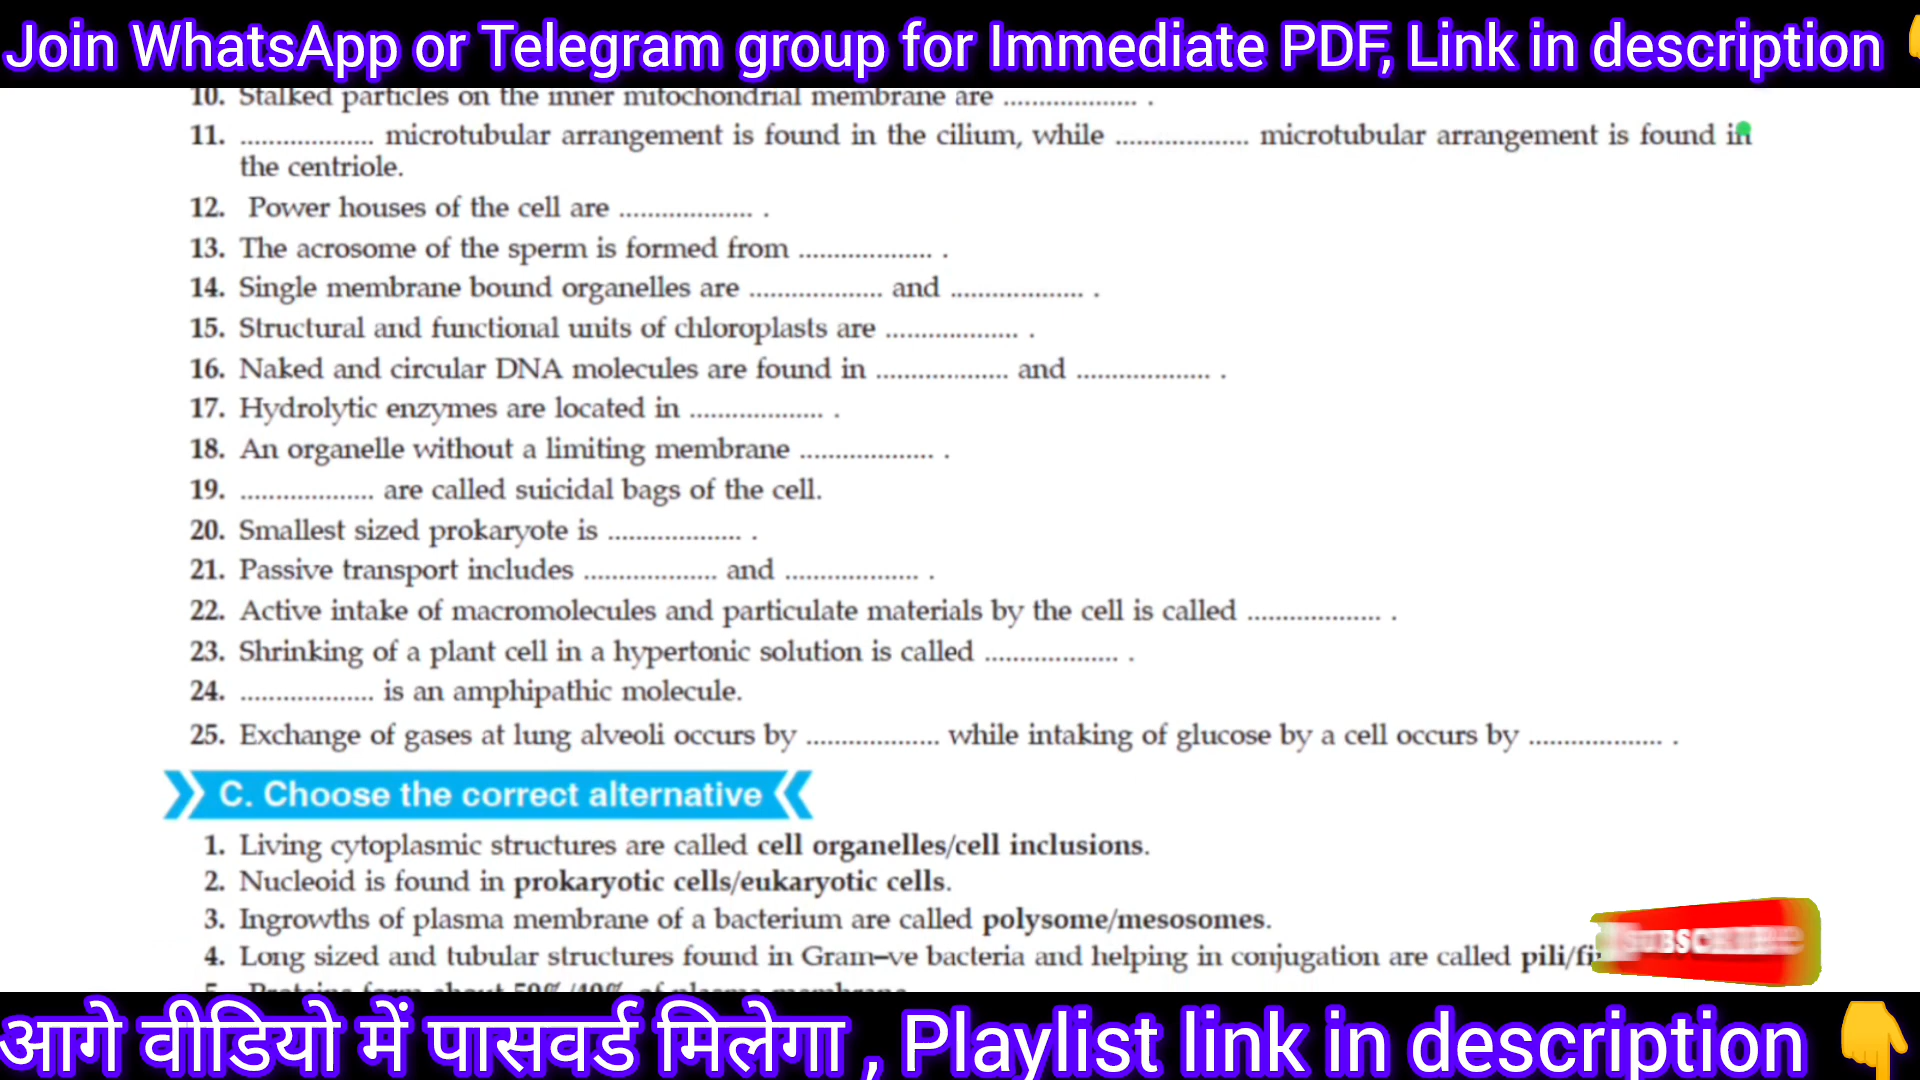 Join WhatsApp or Telegram group for Immediate PDF, Link in description
10. Stalked particles on the inner mitochondrial membrane are ................... .
11. ................... microtubular arrangement is found in the cilium, while ................... microtubular arrangement is found in
the centriole.
12. Power houses of the cell are ................... .
13. The acrosome of the sperm is formed from ................... .
14. Single membrane bound organelles are ................... and ................... .
15. Structural and functional units of chloroplasts are ................... .
16. Naked and circular DNA molecules are found in ................... and ................... .
17. Hydrolytic enzymes are located in ................... .
18. An organelle without a limiting membrane ................... .
19. ................... are called suicidal bags of the cell.
20. Smallest sized prokaryote is ................... .
21. Passive transport includes ................... and ................... .
22. Active intake of macromolecules and particulate materials by the cell is called ................... .
23. Shrinking of a plant cell in a hypertonic solution is called ................... .
24. ................... is an amphipathic molecule.
25. Exchange of gases at lung alveoli occurs by ................... while intaking of glucose by a cell occurs by ................... .
C. Choose the correct alternative
1. Living cytoplasmic structures are called cell organelles/cell inclusions.
2. Nucleoid is found in prokaryotic cells/eukaryotic cells.
3. Ingrowths of plasma membrane of a bacterium are called polysome/mesosomes.
4. Long sized and tubular structures found in Gram–ve bacteria and helping in conjugation are called pili/
SUBSCRIBE
5. Proteins form about 50%/40% of plasma membrane
आगे वीडियो में पासवर्ड मिलेगा , Playlist link in description